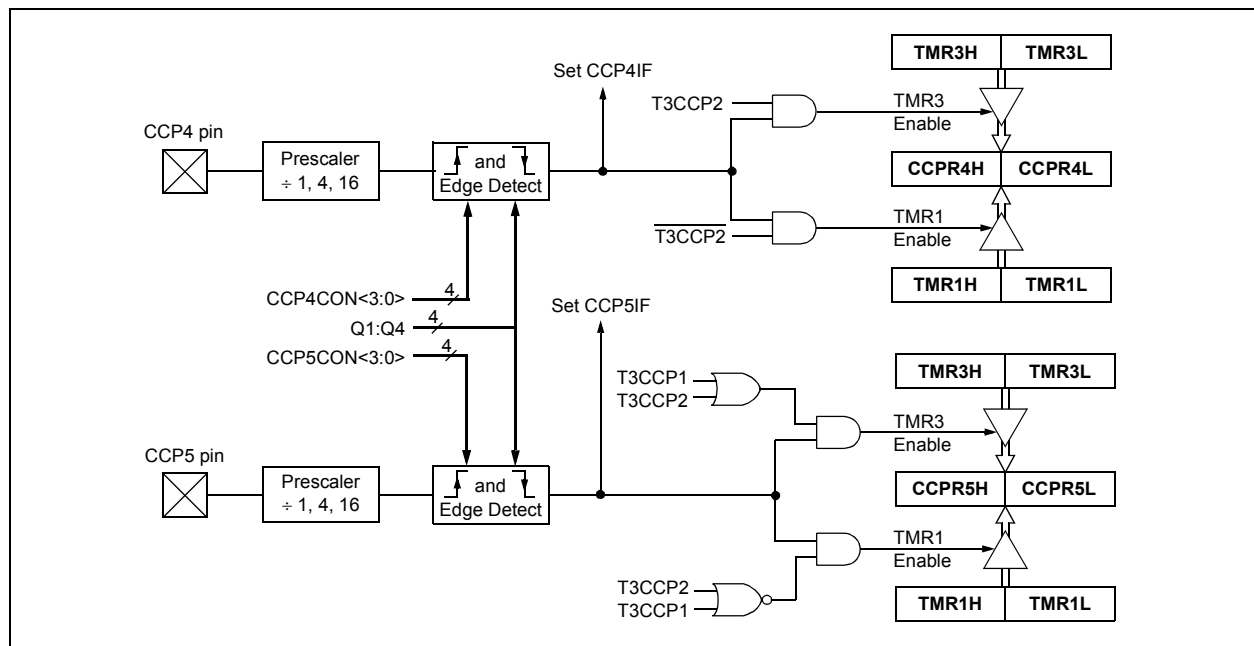 TMR3H TMR3L
Set CCP4IF
T3CCP2
TMR3
Enable
CCP4 pin
Prescaler
÷ 1, 4, 16
and
Edge Detect
CCPR4H CCPR4L
T3CCP2
TMR1
Enable
TMR1H TMR1L
CCP4CON<3:0>
4
Q1:Q4
4
CCP5CON<3:0>
4
Set CCP5IF
TMR3H TMR3L
T3CCP1
T3CCP2
TMR3
Enable
CCP5 pin
Prescaler
÷ 1, 4, 16
and
Edge Detect
CCPR5H CCPR5L
TMR1
Enable
T3CCP2
T3CCP1
TMR1H TMR1L